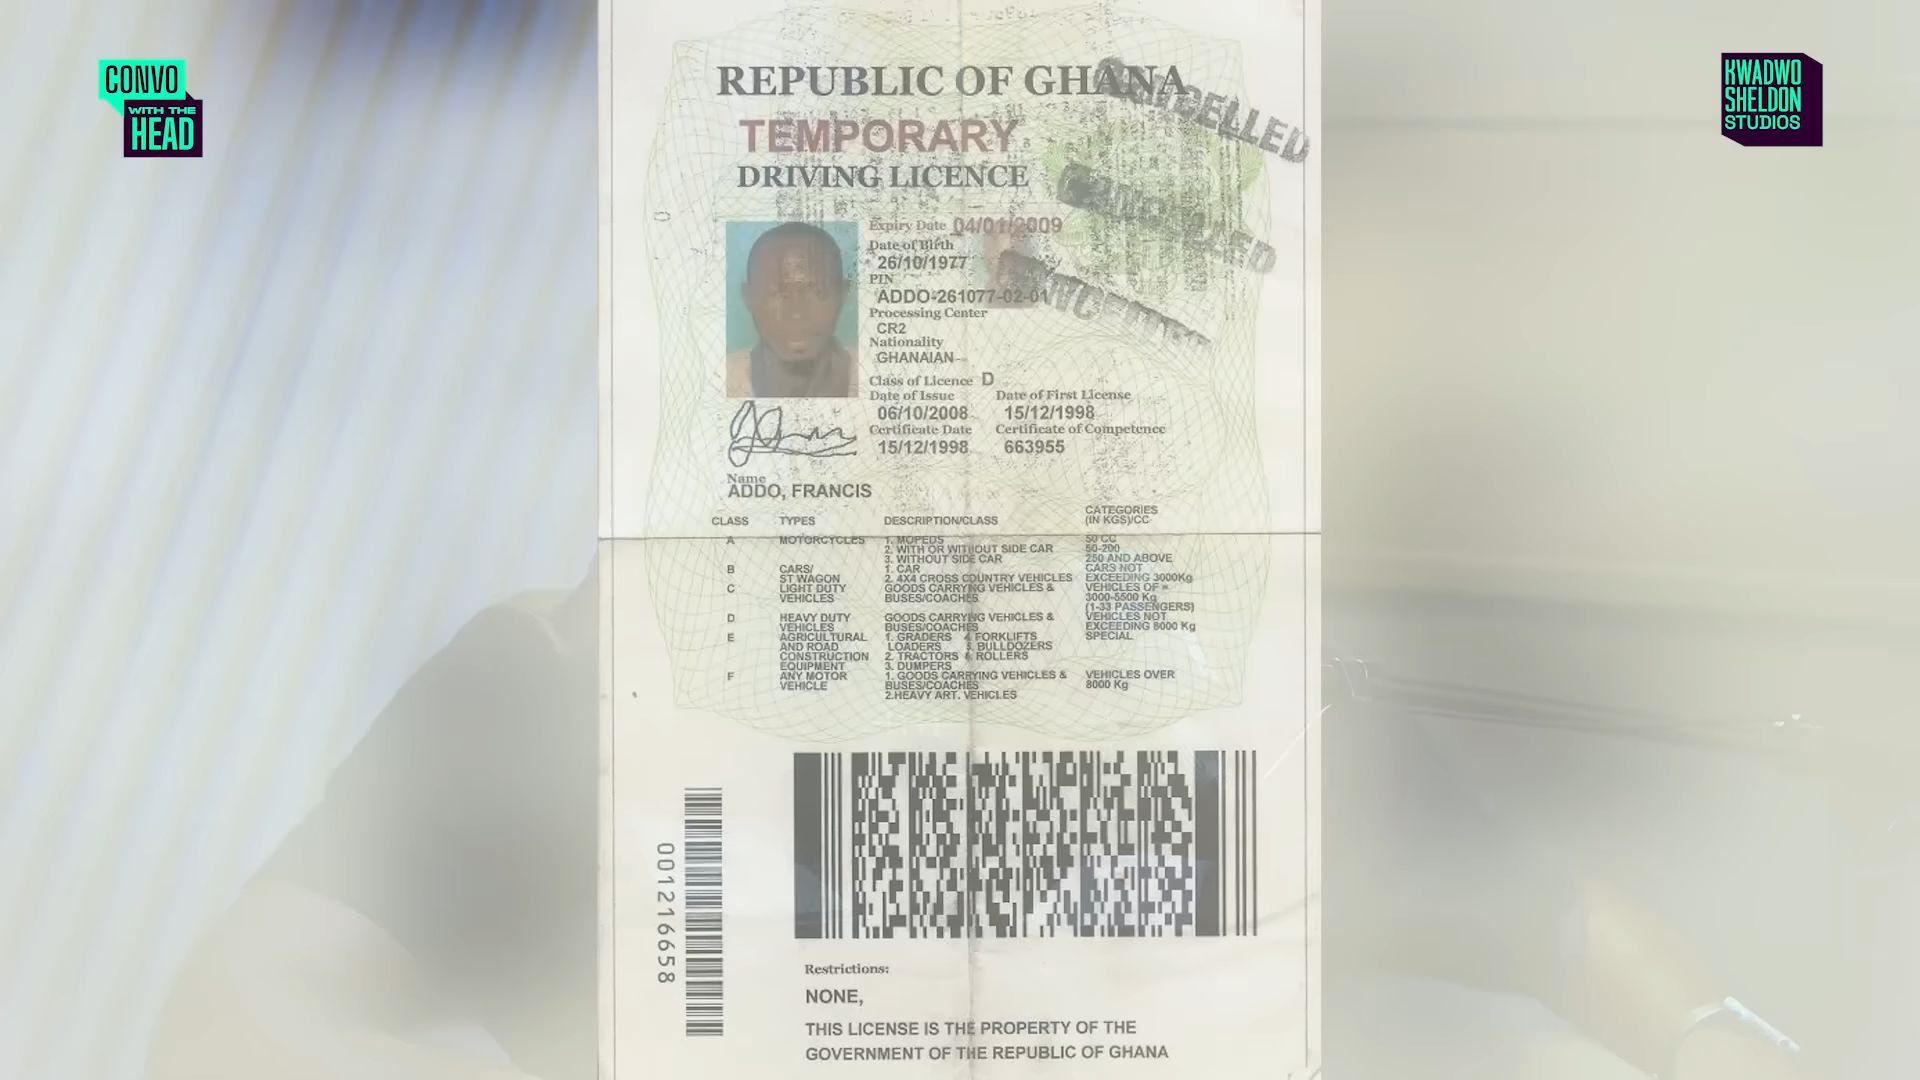 CONVO
WITH THE
HEAD
KWADWO
SHELDON
STUDIOS
REPUBLIC OF GHANA
TEMPORARY
DRIVING LICENCE
CANCELLED
CANCELLED
CANCELLED
Expiry Date 04/01/2009
Date of Birth
26/10/1977
PIN
ADDO-261077-02-01
Processing Center
CR2
Nationality
GHANAIAN
Class of Licence D
Date of Issue Date of First License
06/10/2008 15/12/1998
Certificate Date Certificate of Competence
15/12/1998 663955
Name
ADDO, FRANCIS
CLASS TYPES DESCRIPTION/CLASS CATEGORIES (IN KGS)/CC
A MOTORCYCLES 1. MOPEDS 50 CC
2. WITH OR WITHOUT SIDE CAR 50-200
3. WITHOUT SIDE CAR 250 AND ABOVE
B CARS/ 1. CAR CARS NOT
ST WAGON 2. 4X4 CROSS COUNTRY VEHICLES EXCEEDING 3000Kg
C LIGHT DUTY GOODS CARRYING VEHICLES & VEHICLES OF =
VEHICLES BUSES/COACHES 3000-5500 Kg
(1-33 PASSENGERS)
D HEAVY DUTY GOODS CARRYING VEHICLES & VEHICLES NOT
VEHICLES BUSES/COACHES EXCEEDING 8000 Kg
E AGRICULTURAL 1. GRADERS 4. FORKLIFTS SPECIAL
AND ROAD LOADERS 5. BULLDOZERS
CONSTRUCTION 2. TRACTORS 6. ROLLERS
EQUIPMENT 3. DUMPERS
F ANY MOTOR 1. GOODS CARRYING VEHICLES & VEHICLES OVER
VEHICLE BUSES/COACHES 8000 Kg
2.HEAVY ART. VEHICLES
001216658
Restrictions:
NONE,
THIS LICENSE IS THE PROPERTY OF THE
GOVERNMENT OF THE REPUBLIC OF GHANA